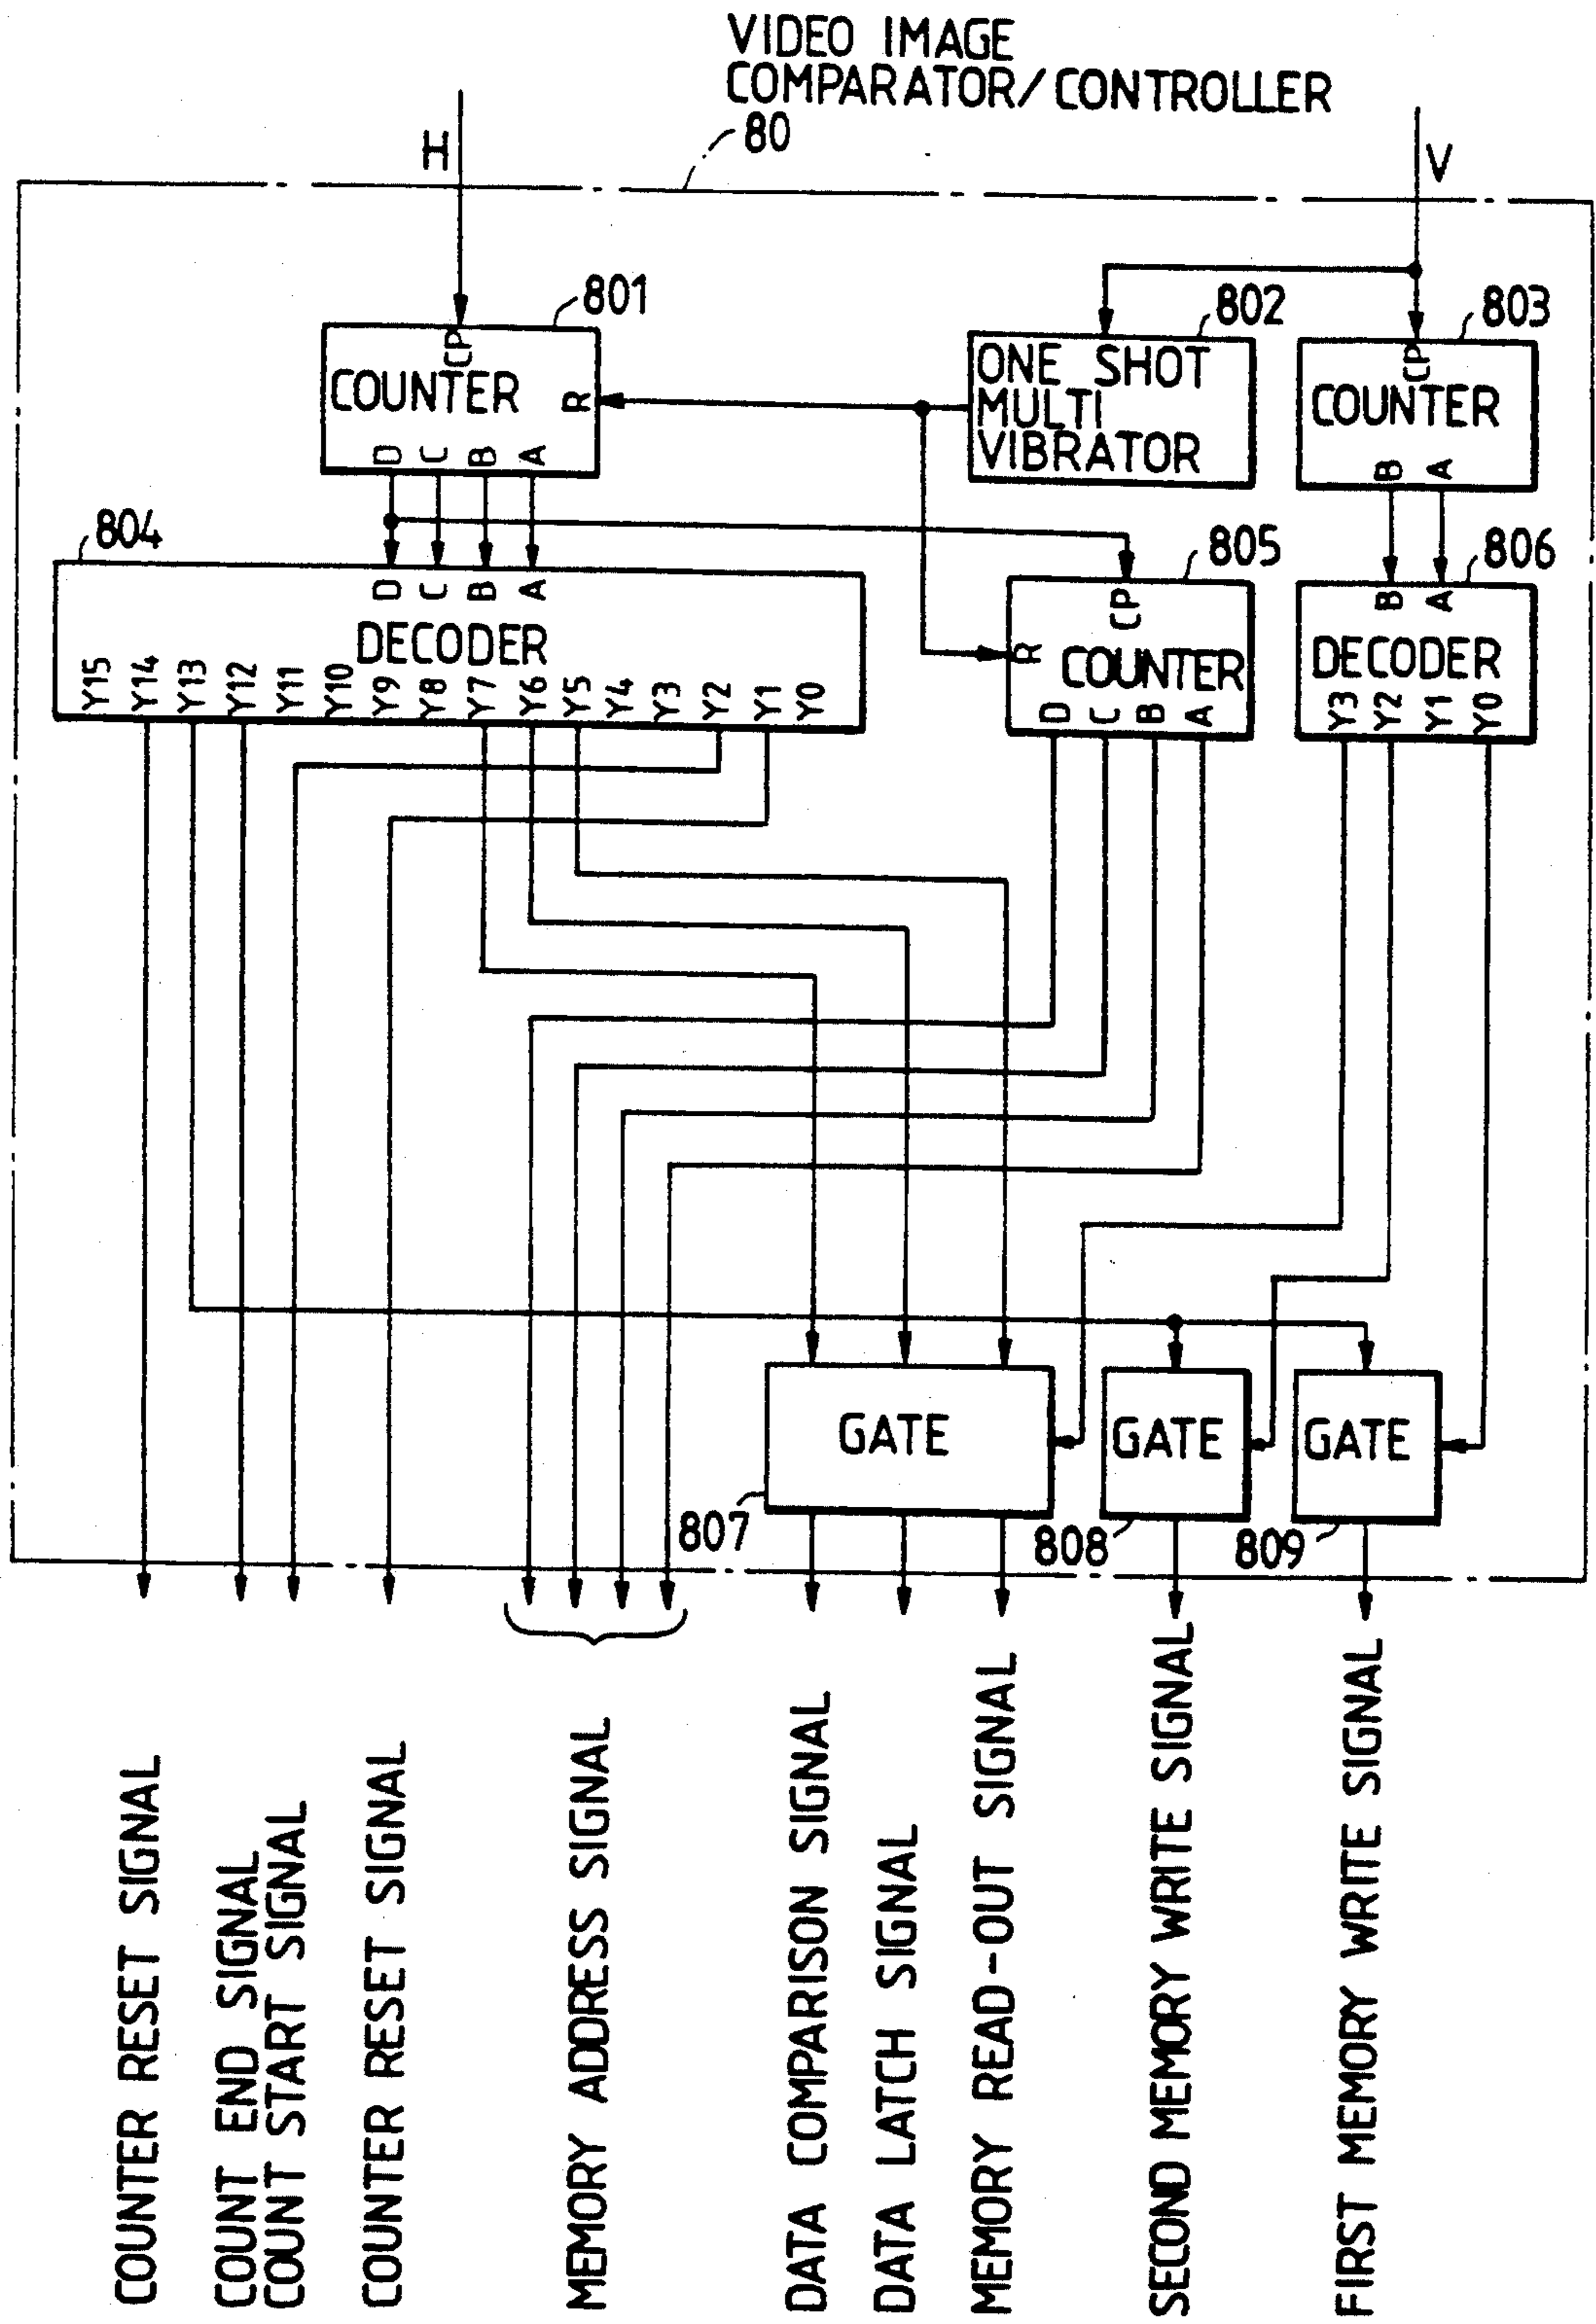 VIDEO IMAGE
COMPARATOR/CONTROLLER
80
H
V
801
802
803
CP
COUNTER
R
D C B A
ONE SHOT
MULTI
VIBRATOR
CP
COUNTER
B A
804
D C B A
DECODER
Y15 Y14 Y13 Y12 Y11 Y10 Y9 Y8 Y7 Y6 Y5 Y4 Y3 Y2 Y1 Y0
805
CP
R
COUNTER
D C B A
806
B A
DECODER
Y3 Y2 Y1 Y0
GATE
807
GATE
808
GATE
809
COUNTER RESET SIGNAL
COUNT END SIGNAL
COUNT START SIGNAL
COUNTER RESET SIGNAL
MEMORY ADDRESS SIGNAL
DATA COMPARISON SIGNAL
DATA LATCH SIGNAL
MEMORY READ-OUT SIGNAL
SECOND MEMORY WRITE SIGNAL
FIRST MEMORY WRITE SIGNAL